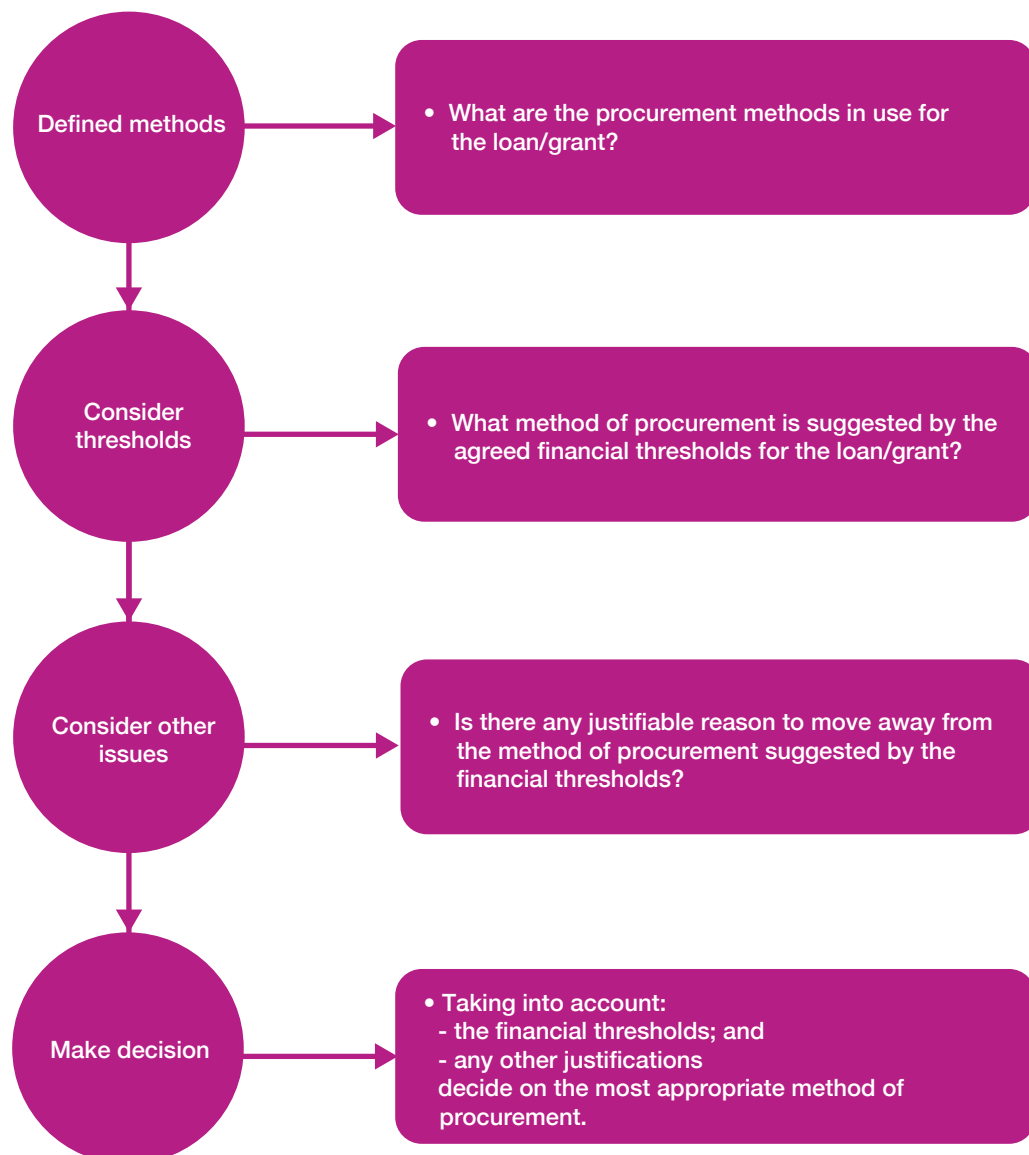 Defined methods
• What are the procurement methods in use for
the loan/grant?
Consider
thresholds
• What method of procurement is suggested by the
agreed financial thresholds for the loan/grant?
Consider other
issues
• Is there any justifiable reason to move away from
the method of procurement suggested by the
financial thresholds?
Make decision
• Taking into account:
- the financial thresholds; and
- any other justifications
decide on the most appropriate method of
procurement.